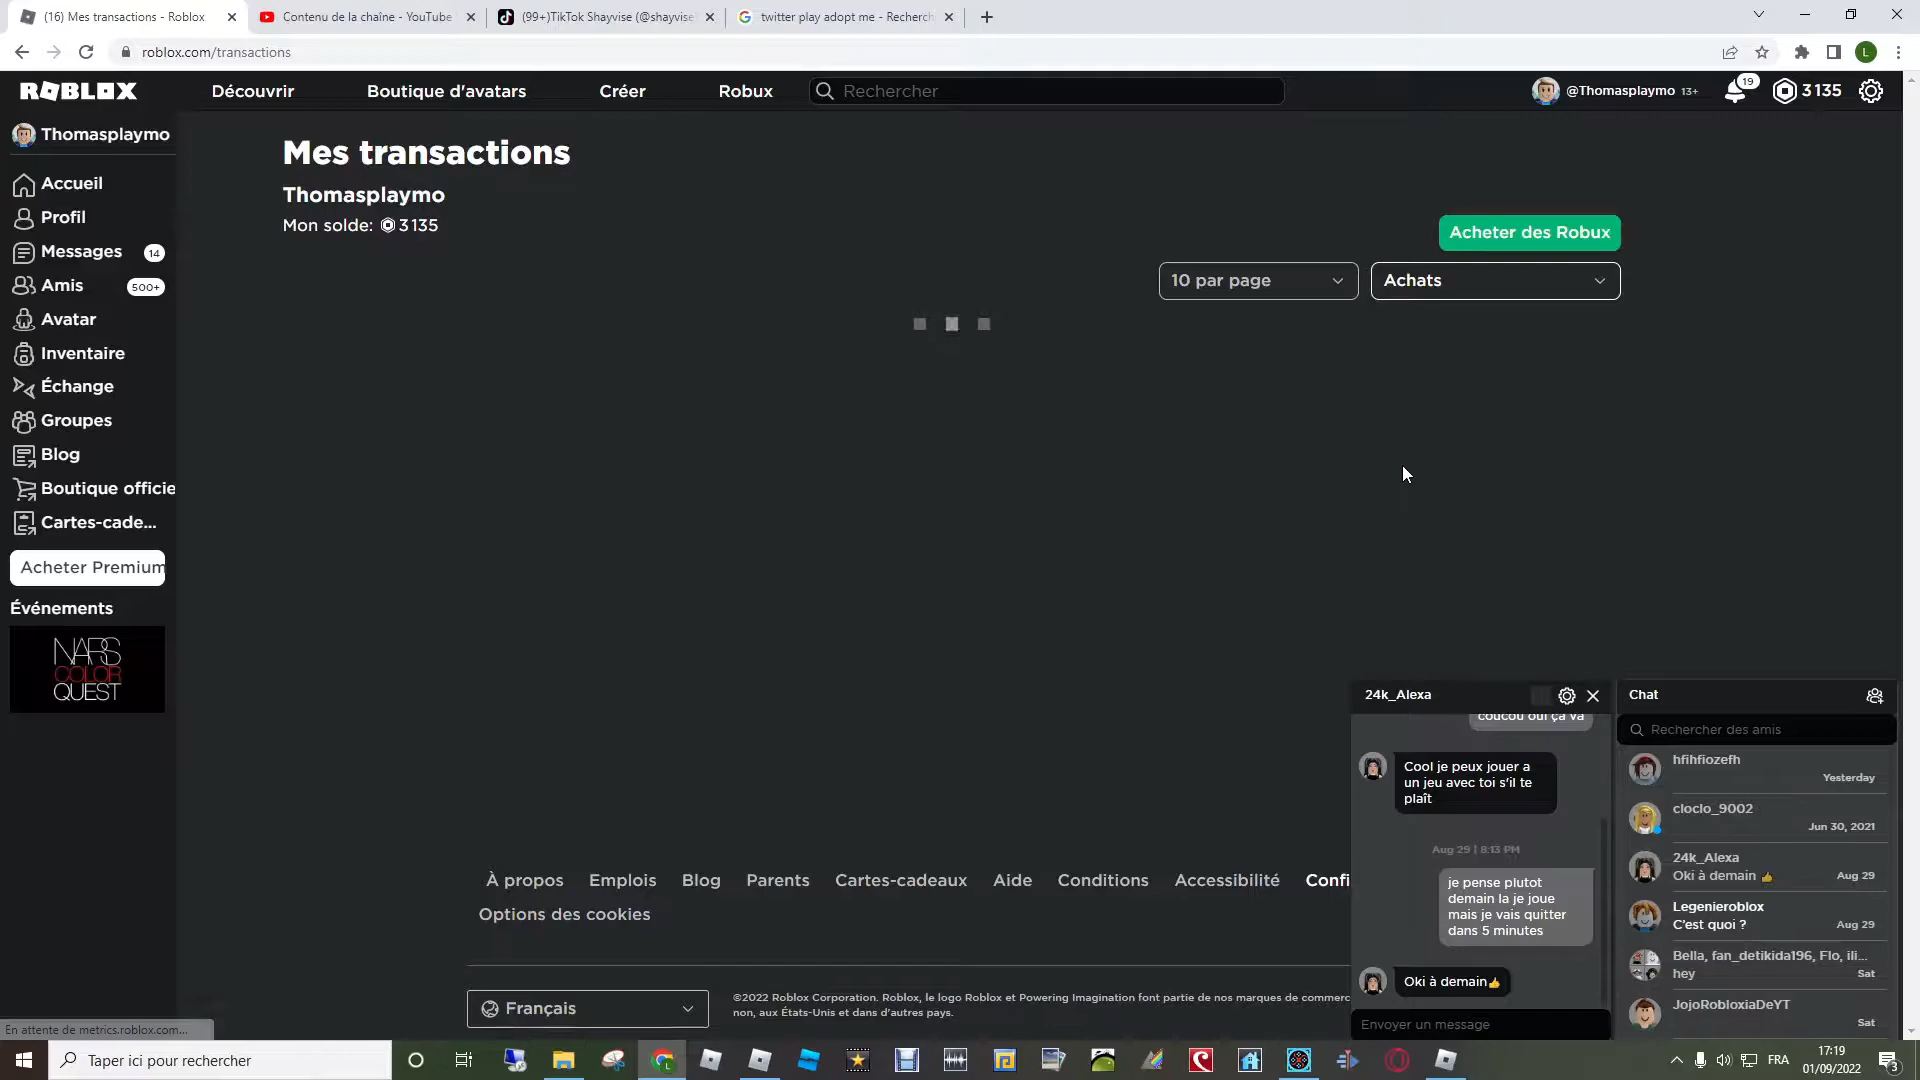 (16) Mes transactions - Roblox
Contenu de la chaîne - YouTube
(99+)TikTok Shayvise (@shayvise
twitter play adopt me - Recherch
roblox.com/transactions
L
ROBLOX
Découvrir
Boutique d'avatars
Créer
Robux
Rechercher
@Thomasplaymo 13+
19
3 135
Thomasplaymo
Accueil
Profil
Messages 14
Amis 500+
Avatar
Inventaire
Échange
Groupes
Blog
Boutique officie
Cartes-cade...
Acheter Premium
Événements
NARS
COLOR
QUEST
Mes transactions
Thomasplaymo
Mon solde: 3 135
Acheter des Robux
10 par page
Achats
À propos
Emplois
Blog
Parents
Cartes-cadeaux
Aide
Conditions
Accessibilité
Confi
Options des cookies
Français
©2022 Roblox Corporation. Roblox, le logo Roblox et Powering Imagination font partie de nos marques de commerc
non, aux États-Unis et dans d'autres pays.
24k_Alexa
coucou oui ça va
Cool je peux jouer a
un jeu avec toi s'il te
plaît
Aug 29 | 8:13 PM
je pense plutot
demain la je joue
mais je vais quitter
dans 5 minutes
Oki à demain👍
Envoyer un message
Chat
Rechercher des amis
hfihfiozefh
Yesterday
cloclo_9002
Jun 30, 2021
24k_Alexa
Oki à demain 👍
Aug 29
Legenieroblox
C'est quoi ?
Aug 29
Bella, fan_detikida196, Flo, ili...
hey
Sat
JojoRobloxiaDeYT
Sat
En attente de metrics.roblox.com...
Taper ici pour rechercher
FRA
17:19
01/09/2022
3